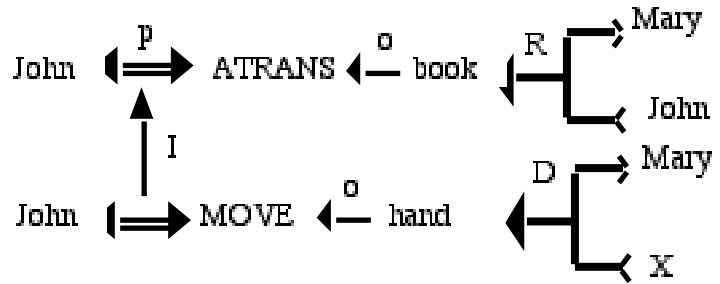 p o R Mary
John ATRANS book
John
I
o D Mary
John MOVE hand
X